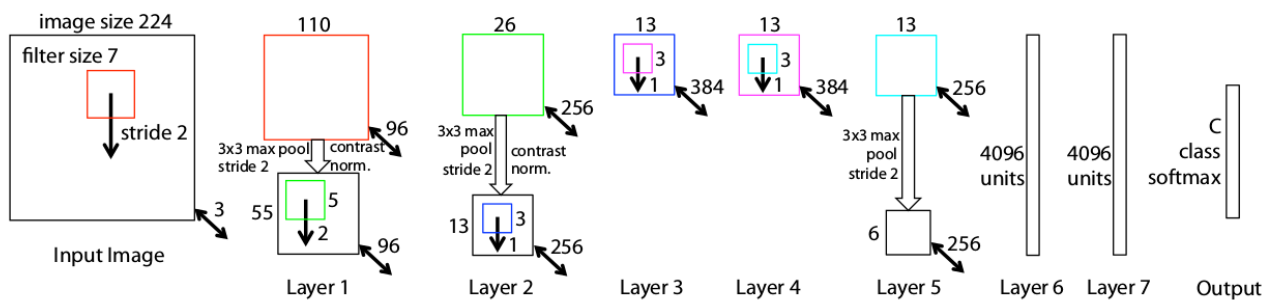 image size 224
filter size 7
stride 2
3
Input Image
110
96
3x3 max pool
stride 2
contrast
norm.
55
5
2
96
Layer 1
26
256
3x3 max
pool
stride 2
contrast
norm.
13
3
1
256
Layer 2
13
3
1
384
Layer 3
13
3
1
384
Layer 4
13
256
3x3 max
pool
stride 2
6
256
Layer 5
4096
units
Layer 6
4096
units
Layer 7
C
class
softmax
Output